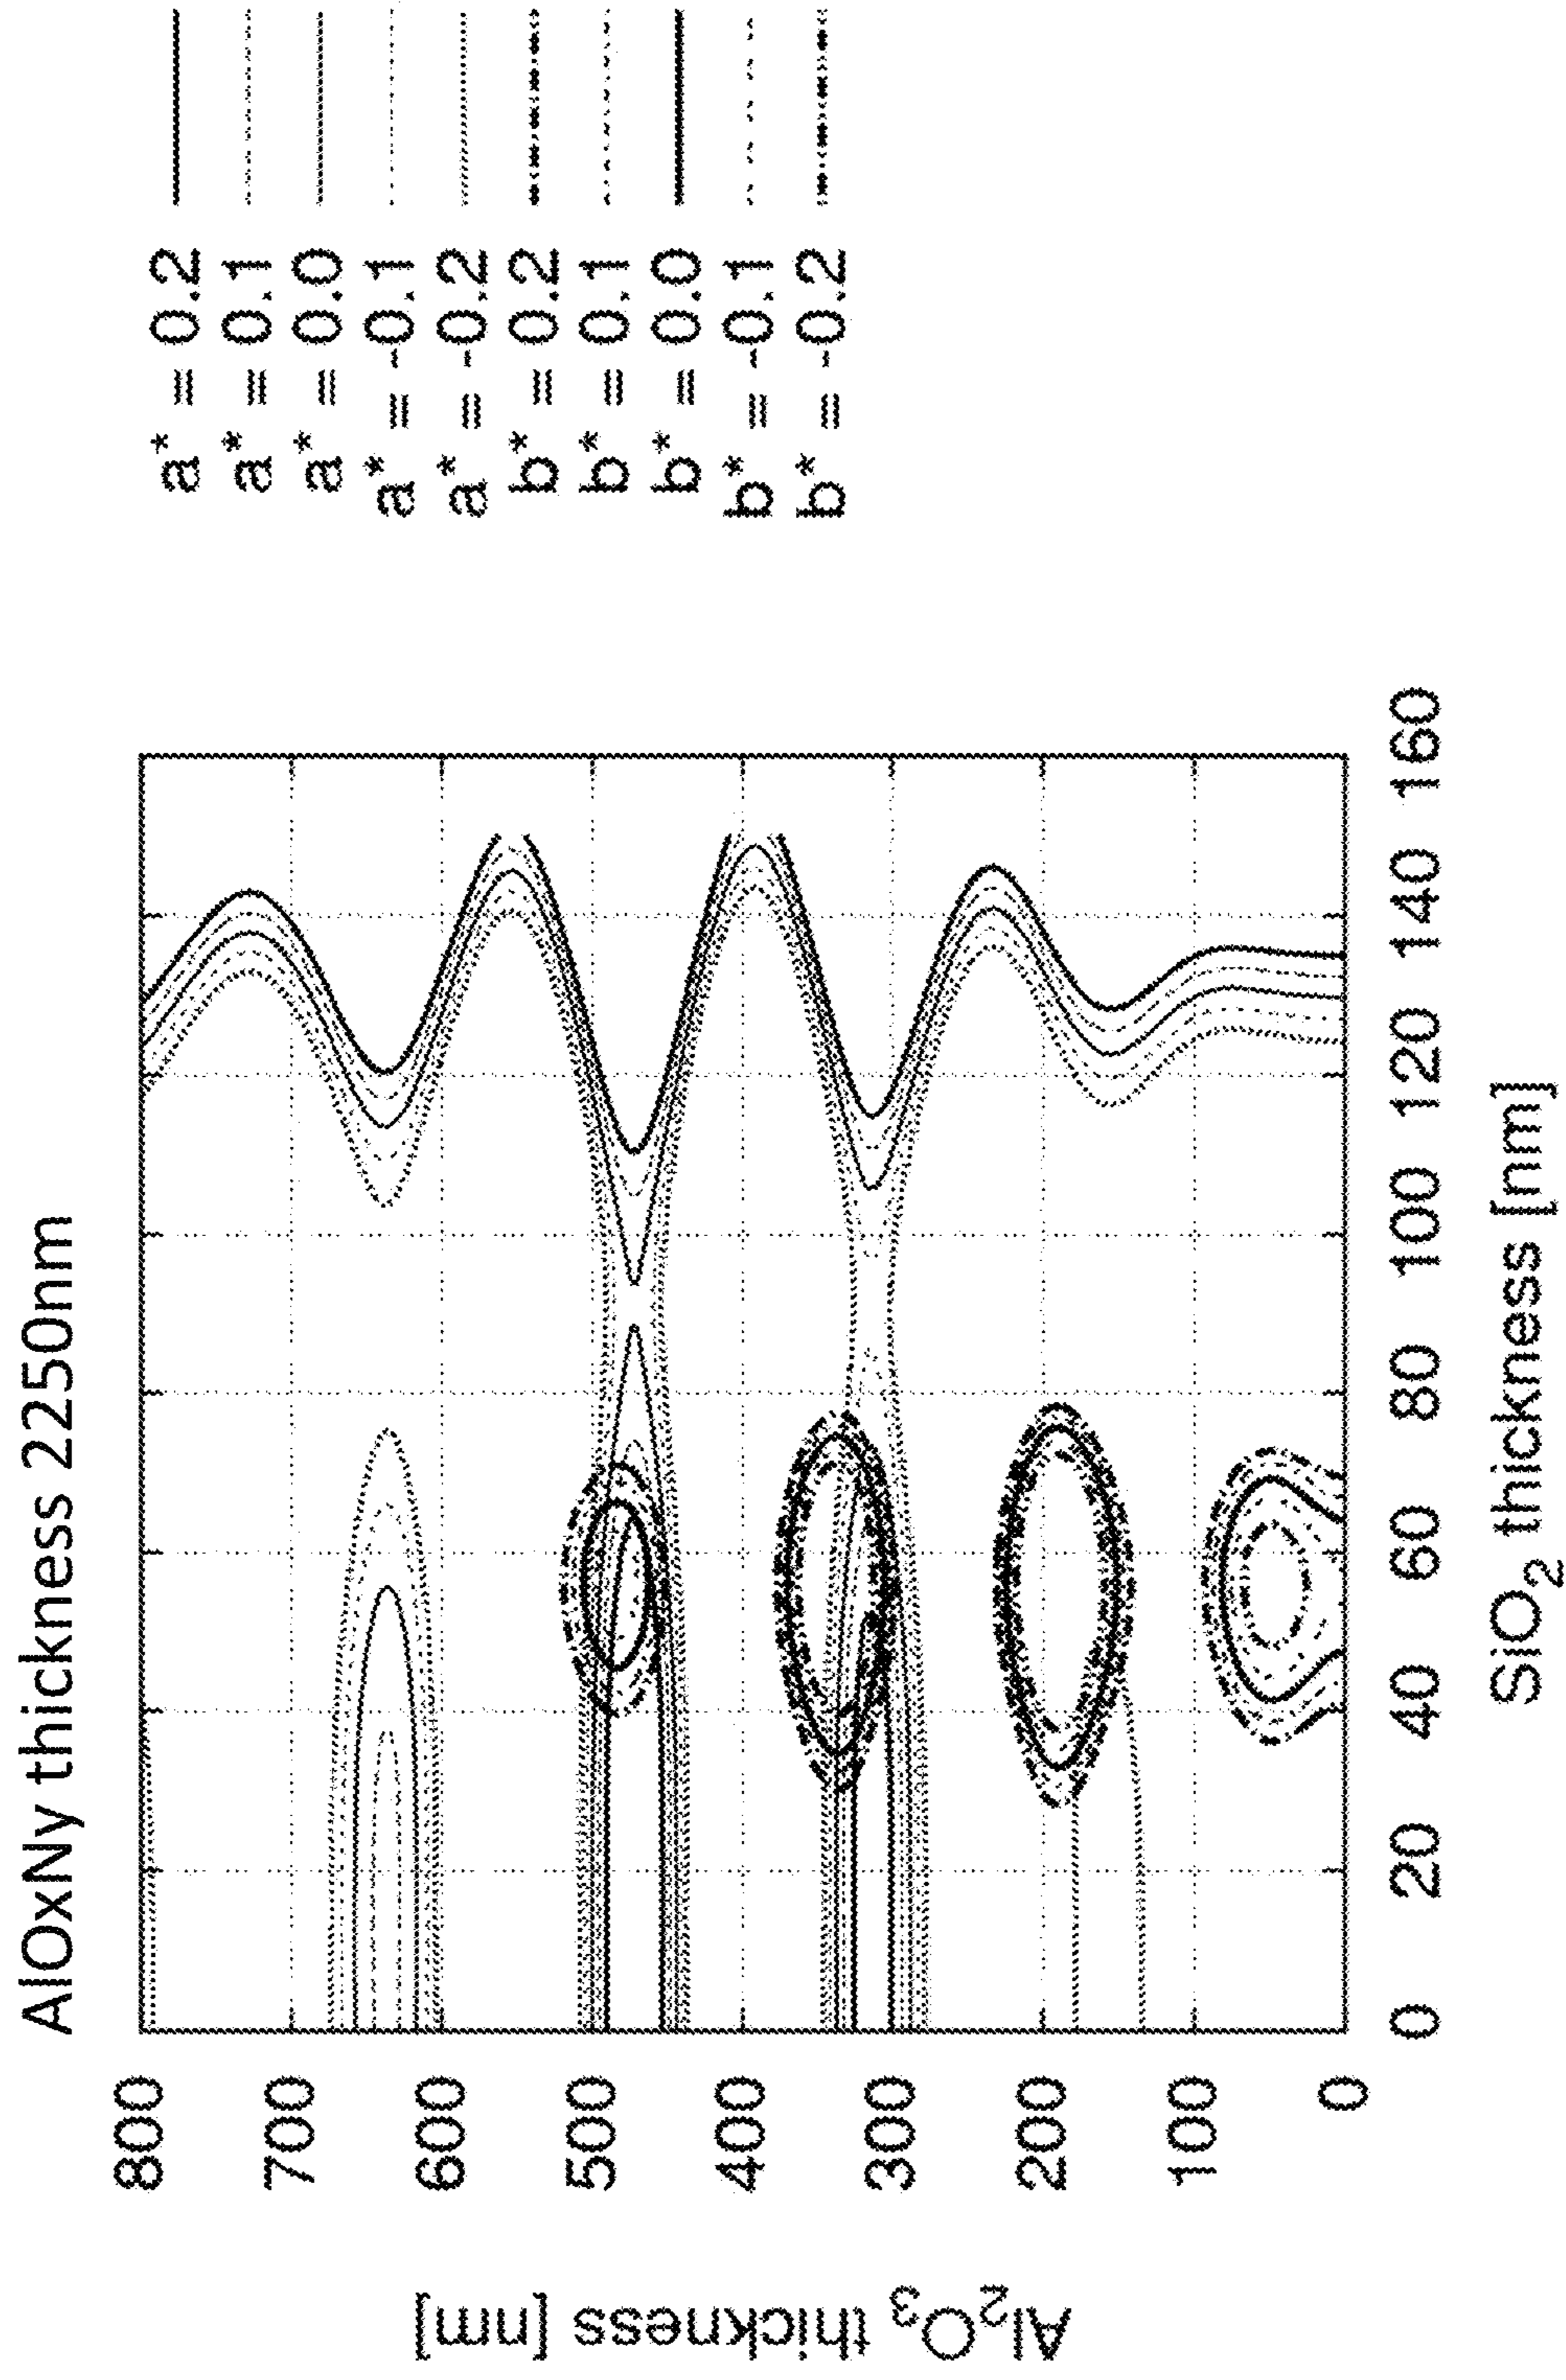 AlOxNy thickness 2250nm
a* = 0.2
a* = 0.1
a* = 0.0
a* = -0.1
a* = -0.2
b* = 0.2
b* = 0.1
b* = 0.0
b* = -0.1
b* = -0.2
Al₂O₃ thickness [nm]
800
700
600
500
400
300
200
100
0
0 20 40 60 80 100 120 140 160
SiO₂ thickness [nm]